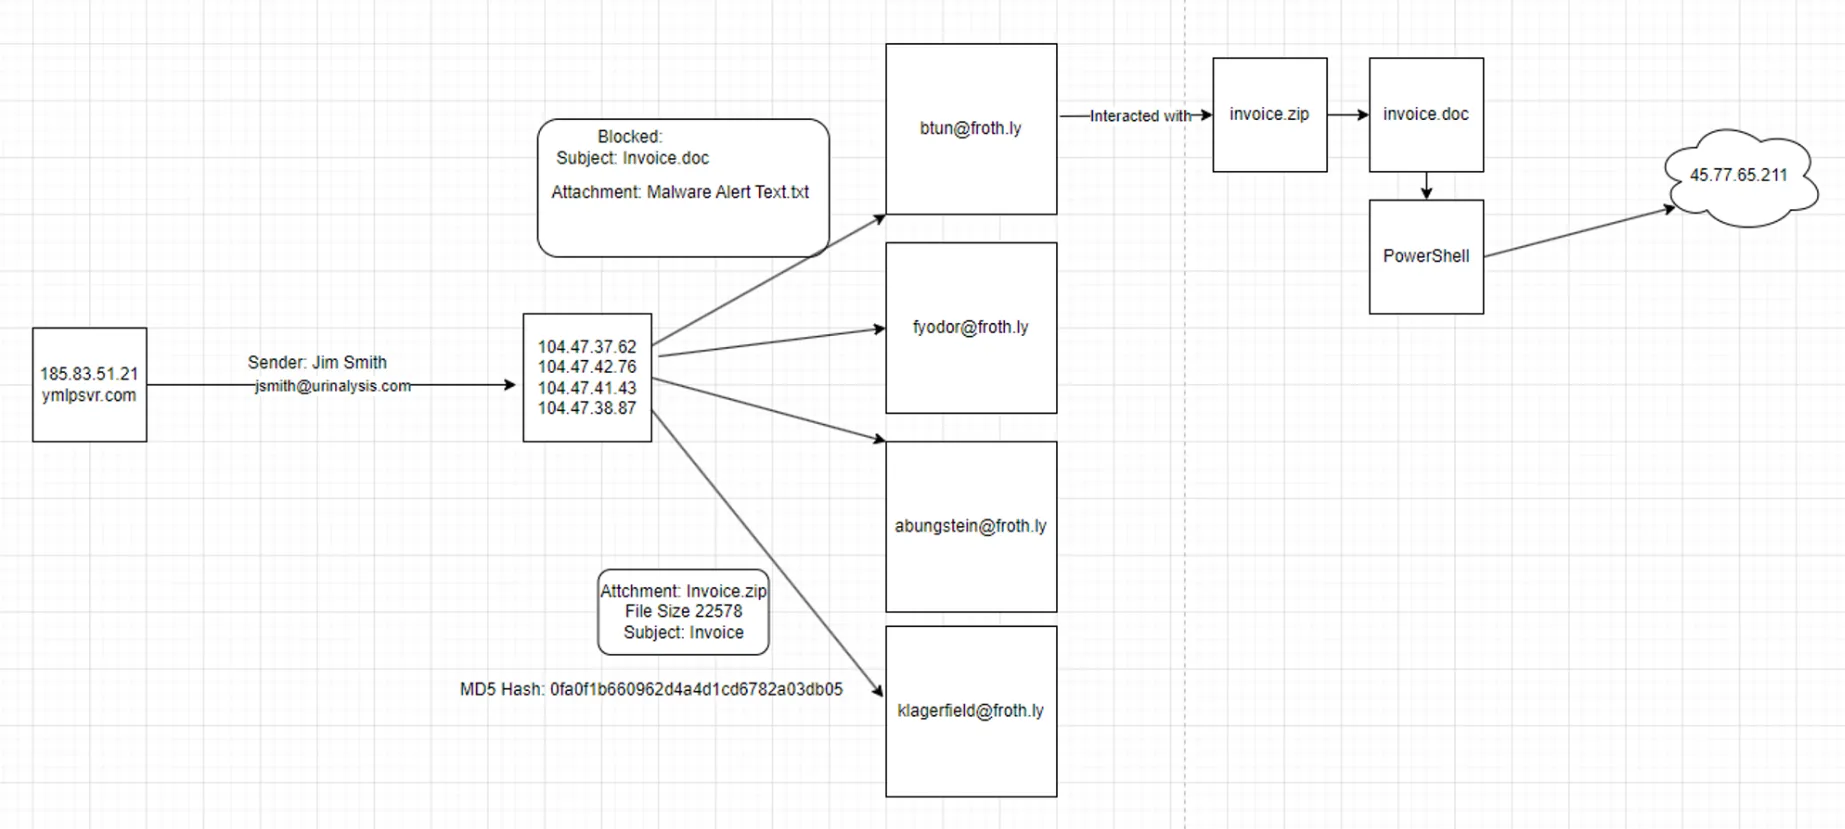 185.83.51.21
ymlpsvr.com
Sender: Jim Smith
jsmith@urinalysis.com
Blocked:
Subject: Invoice.doc
Attachment: Malware Alert Text.txt
104.47.37.62
104.47.42.76
104.47.41.43
104.47.38.87
Attchment: Invoice.zip
File Size 22578
Subject: Invoice
MD5 Hash: 0fa0f1b660962d4a4d1cd6782a03db05
btun@froth.ly
fyodor@froth.ly
abungstein@froth.ly
klagerfield@froth.ly
Interacted with
invoice.zip
invoice.doc
PowerShell
45.77.65.211